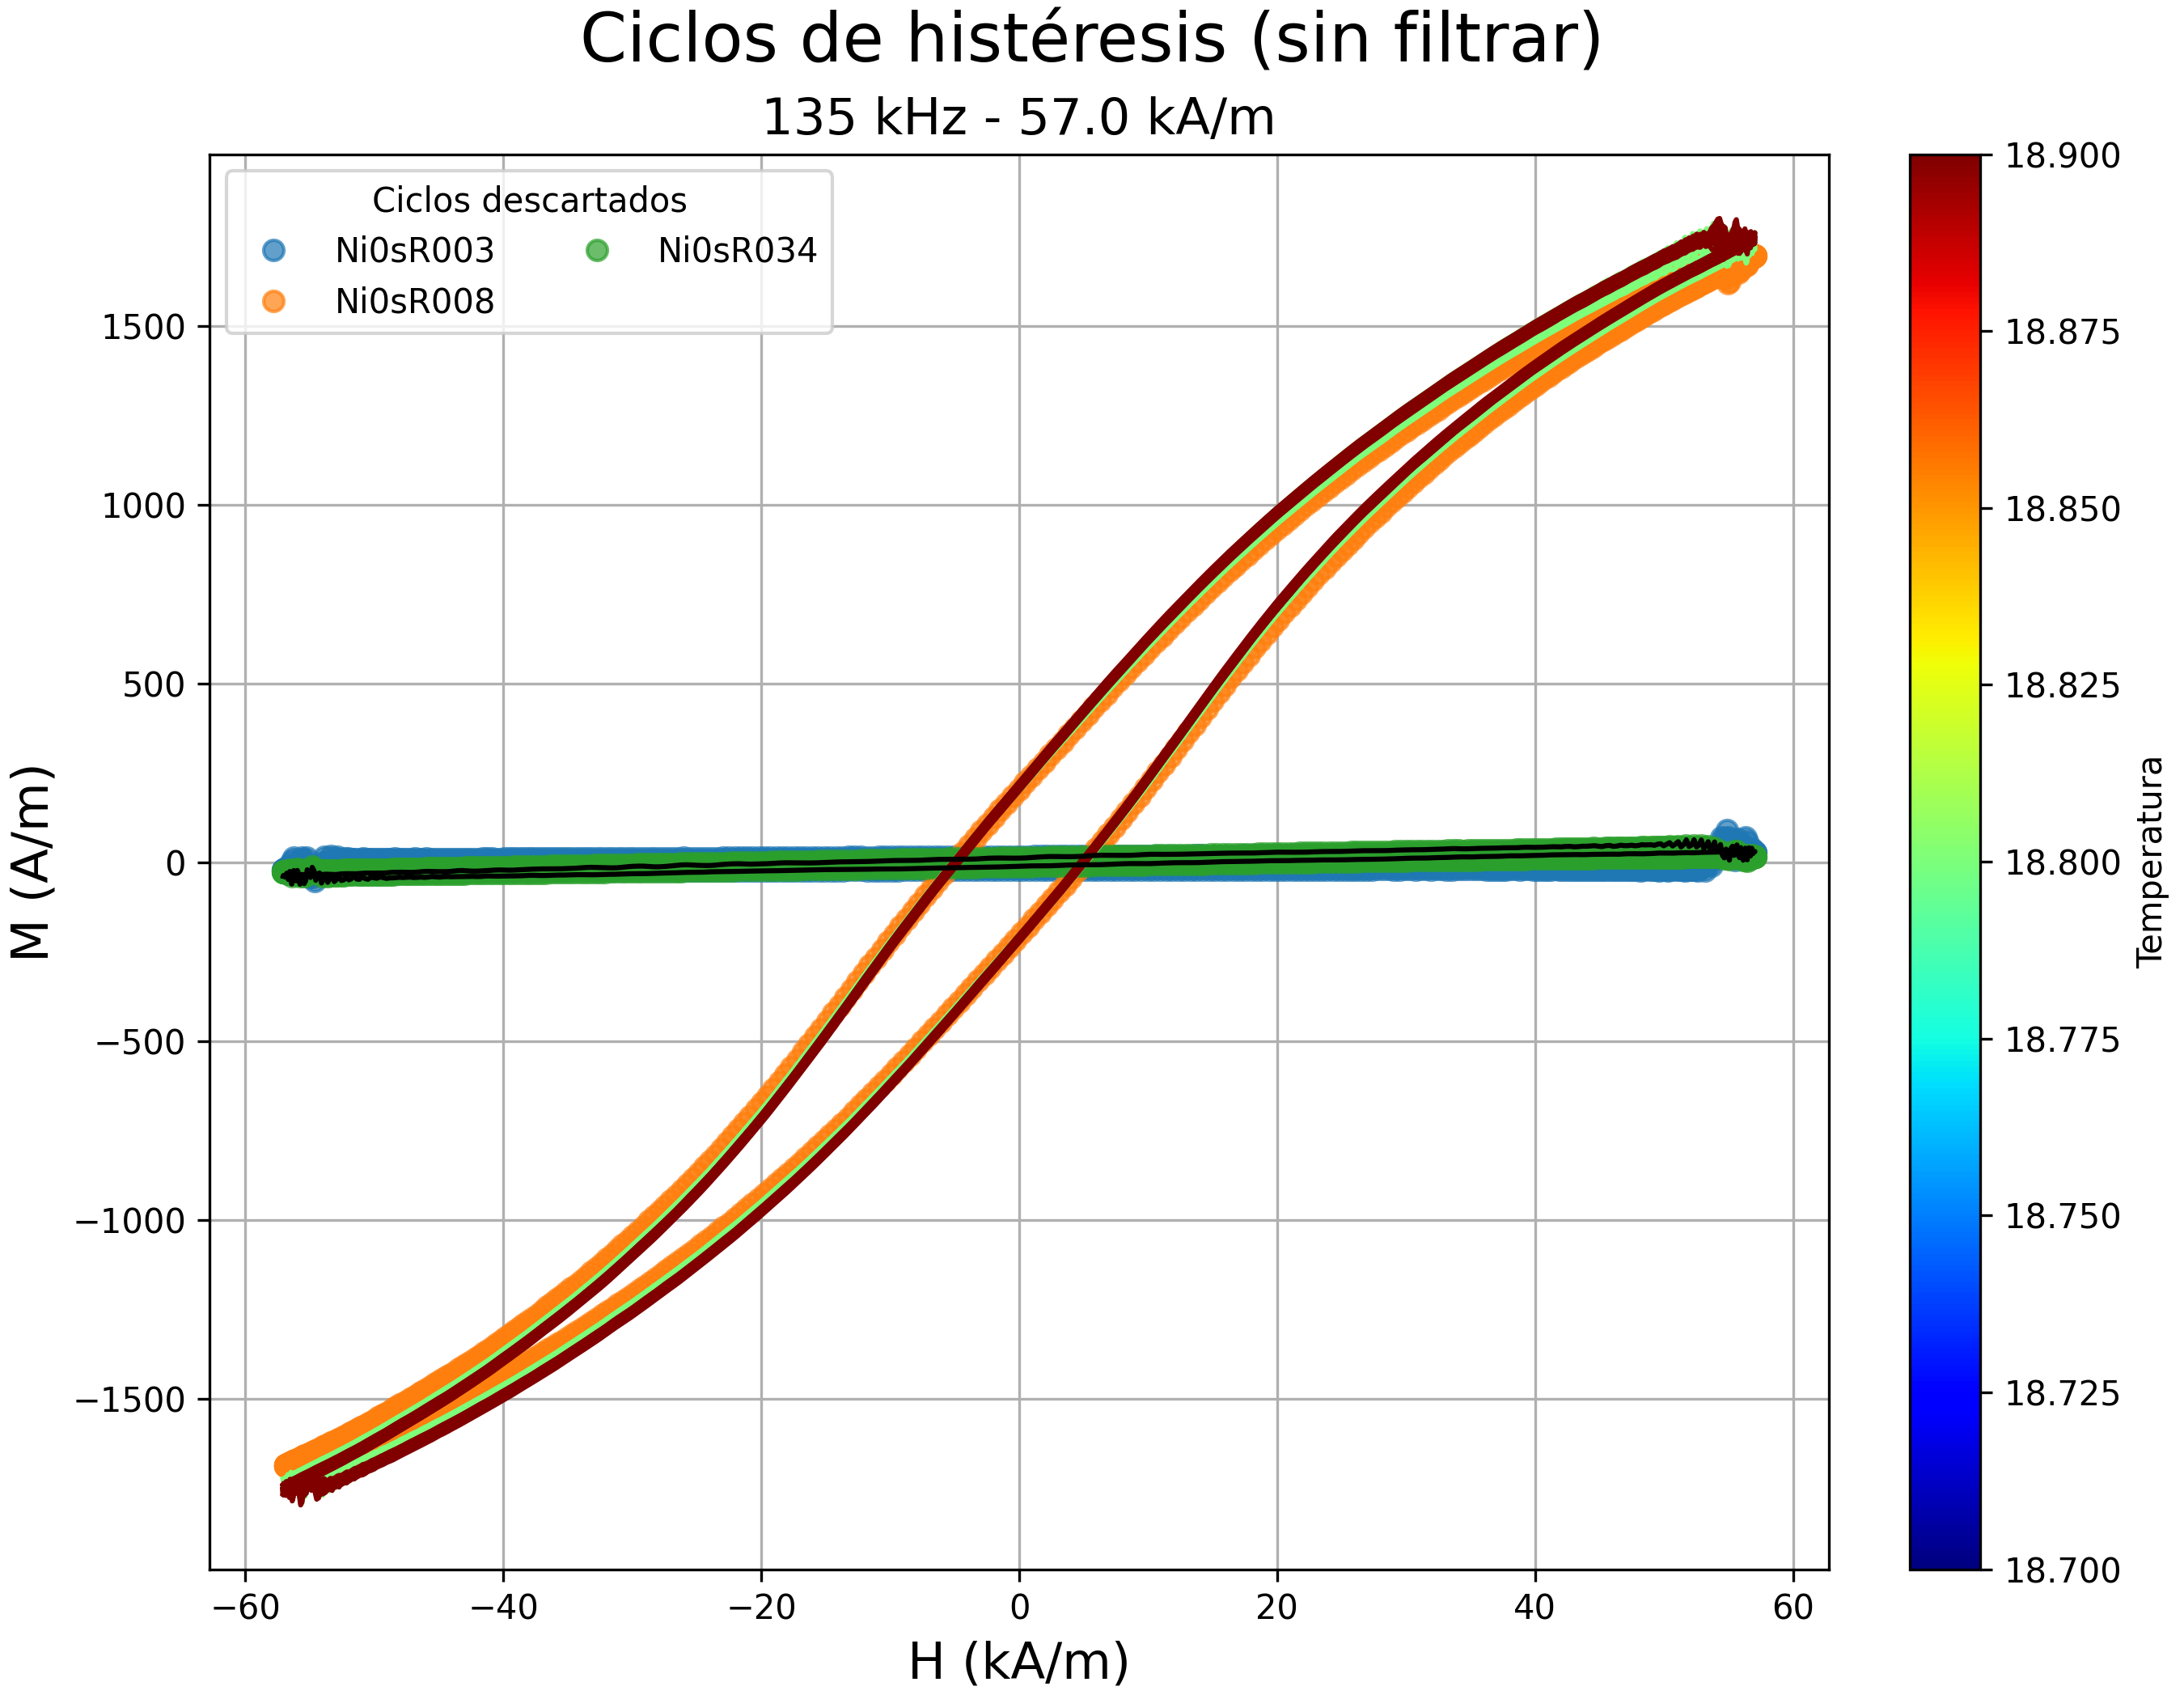 Ciclos de histéresis (sin filtrar)
135 kHz - 57.0 kA/m
Ciclos descartados
Ni0sR003 Ni0sR034
Ni0sR008
1500
1000
500
0
−500
−1000
−1500
M (A/m)
−60 −40 −20 0 20 40 60
H (kA/m)
18.900
18.875
18.850
18.825
18.800
18.775
18.750
18.725
18.700
Temperatura